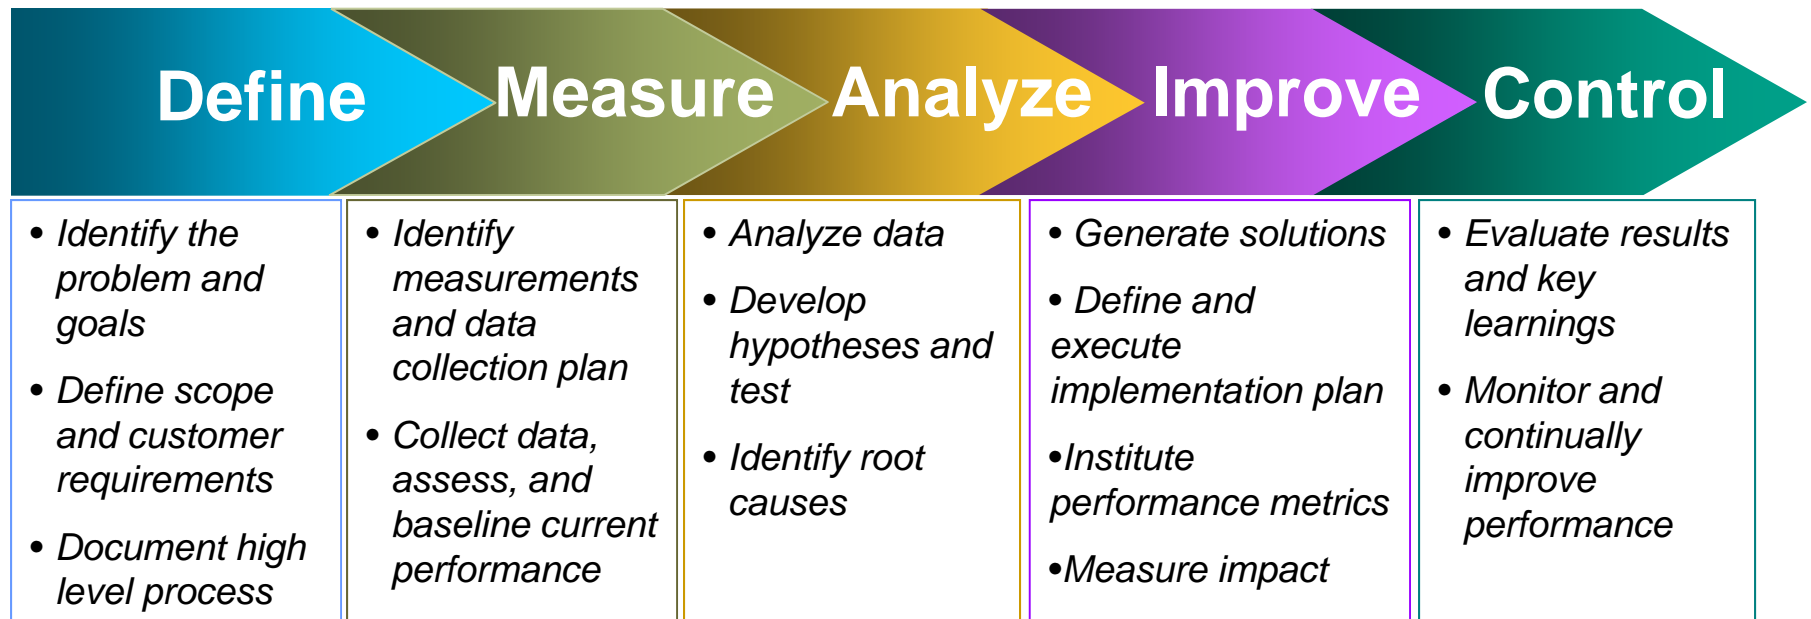 Define
Measure
Analyze
Improve
Control
• Identify the
problem and
goals
• Define scope
and customer
requirements
• Document high
level process
• Identify
measurements
and data
collection plan
• Collect data,
assess, and
baseline current
performance
• Analyze data
• Develop
hypotheses and
test
• Identify root
causes
• Generate solutions
• Define and
execute
implementation plan
•Institute
performance metrics
•Measure impact
• Evaluate results
and key
learnings
• Monitor and
continually
improve
performance